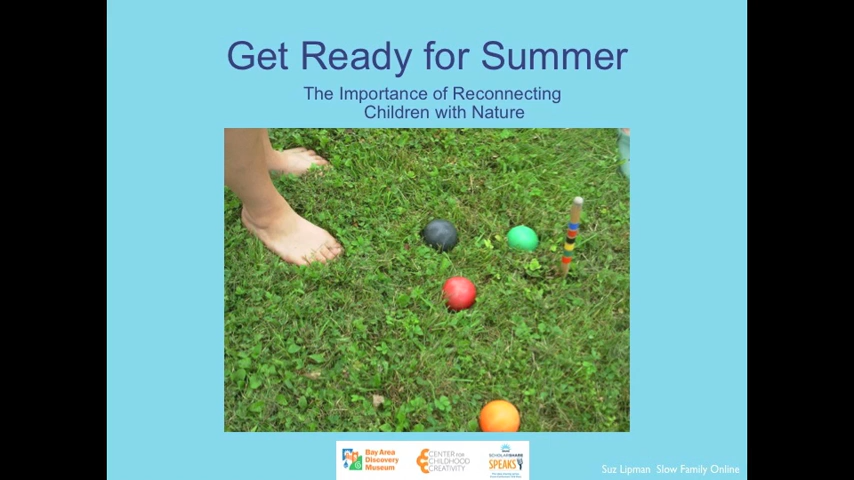 Get Ready for Summer
The Importance of Reconnecting
Children with Nature
Bay Area
Discovery
Museum
CENTER FOR
CHILDHOOD
CREATIVITY
SCHOLARSHARE
SPEAKS
Suz Lipman Slow Family Online